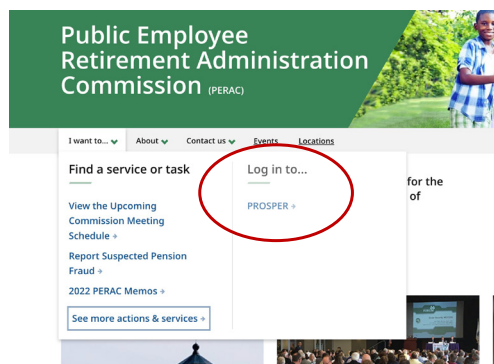 Public Employee
Retirement Administration
Commission (PERAC)
I want to... About Contact us Events Locations
Find a service or task
View the Upcoming
Commission Meeting
Schedule
Report Suspected Pension
Fraud
2022 PERAC Memos
See more actions & services
Log in to...
PROSPER
for the
of